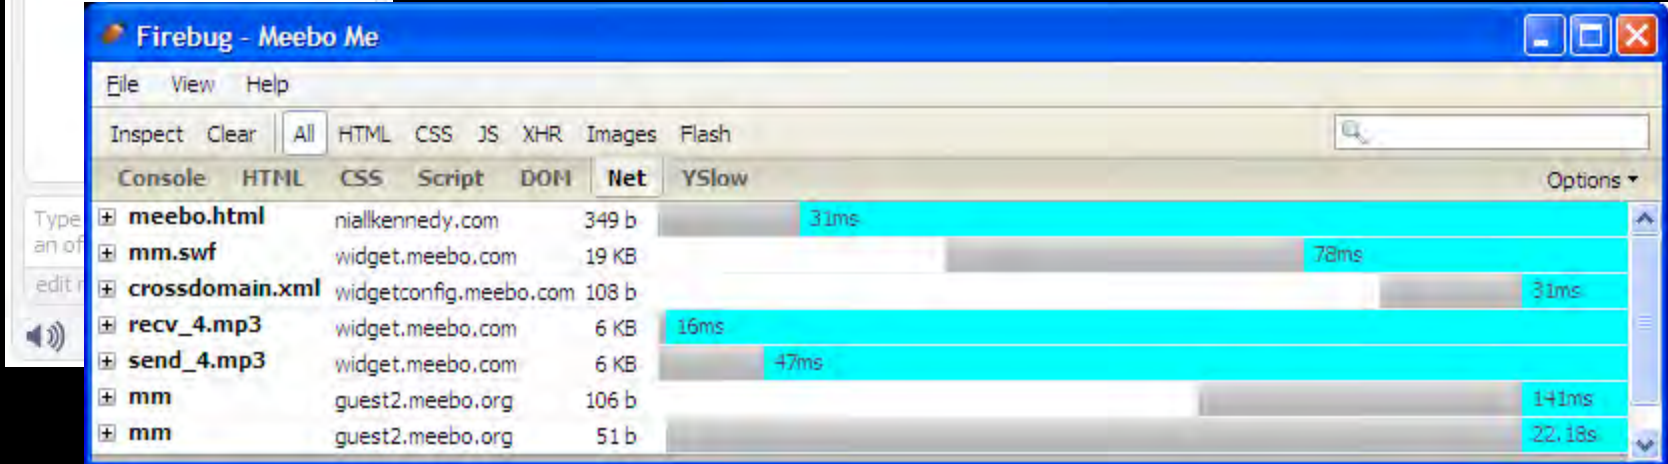 Firebug - Meebo Me
File View Help
Inspect Clear All HTML CSS JS XHR Images Flash
Console HTML CSS Script DOM Net YSlow Options
meebo.html niallkennedy.com 349 b 31ms
Type
mm.swf widget.meebo.com 19 KB 78ms
an of
crossdomain.xml widgetconfig.meebo.com 108 b 31ms
edit
recv_4.mp3 widget.meebo.com 6 KB 16ms
send_4.mp3 widget.meebo.com 6 KB 47ms
mm guest2.meebo.org 106 b 141ms
mm guest2.meebo.org 51 b 22.18s